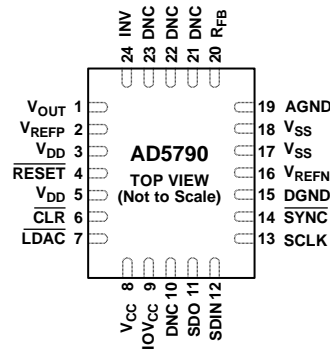 24 INV
23 DNC
22 DNC
21 DNC
20 RFB
VOUT 1
VREFP 2
VDD 3
RESET 4
VDD 5
CLR 6
LDAC 7
AD5790
TOP VIEW
(Not to Scale)
19 AGND
18 VSS
17 VSS
16 VREFN
15 DGND
14 SYNC
13 SCLK
VCC 8
IOVCC 9
DNC 10
SDO 11
SDIN 12